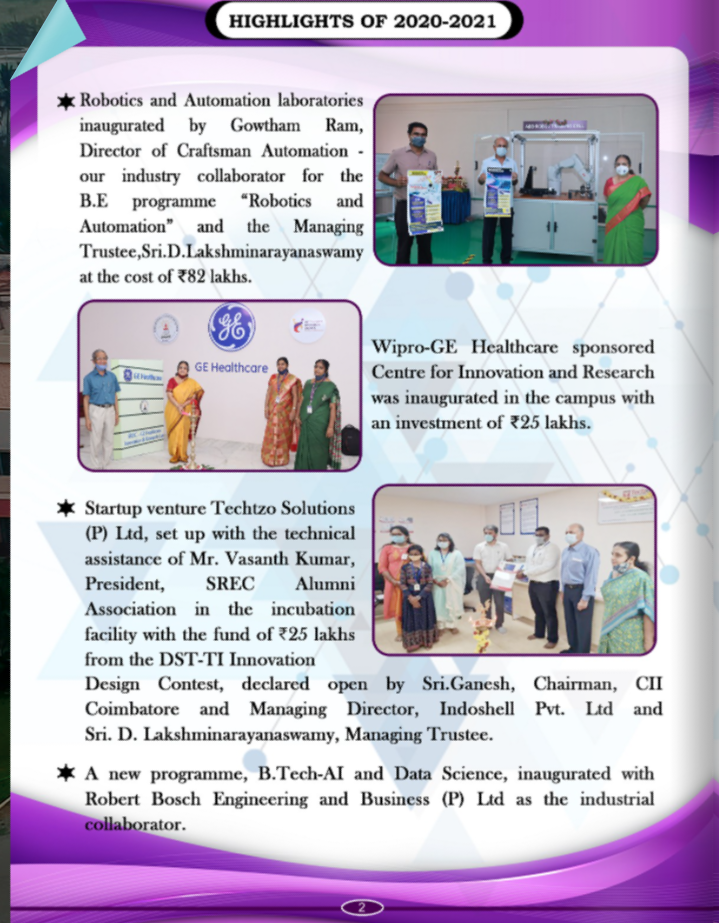 HIGHLIGHTS OF 2020-2021
Robotics and Automation laboratories
inaugurated by Gowtham Ram,
Director of Craftsman Automation -
our industry collaborator for the
B.E programme “Robotics and
Automation” and the Managing
Trustee,Sri.D.Lakshminarayanaswamy
at the cost of ₹82 lakhs.
GE Healthcare
GE Healthcare
Wipro-GE Healthcare sponsored
Centre for Innovation and Research
was inaugurated in the campus with
an investment of ₹25 lakhs.
Startup venture Techtzo Solutions
(P) Ltd, set up with the technical
assistance of Mr. Vasanth Kumar,
President, SREC Alumni
Association in the incubation
facility with the fund of ₹25 lakhs
from the DST-TI Innovation
Design Contest, declared open by Sri.Ganesh, Chairman, CII
Coimbatore and Managing Director, Indoshell Pvt. Ltd and
Sri. D. Lakshminarayanaswamy, Managing Trustee.
A new programme, B.Tech-AI and Data Science, inaugurated with
Robert Bosch Engineering and Business (P) Ltd as the industrial
collaborator.
2